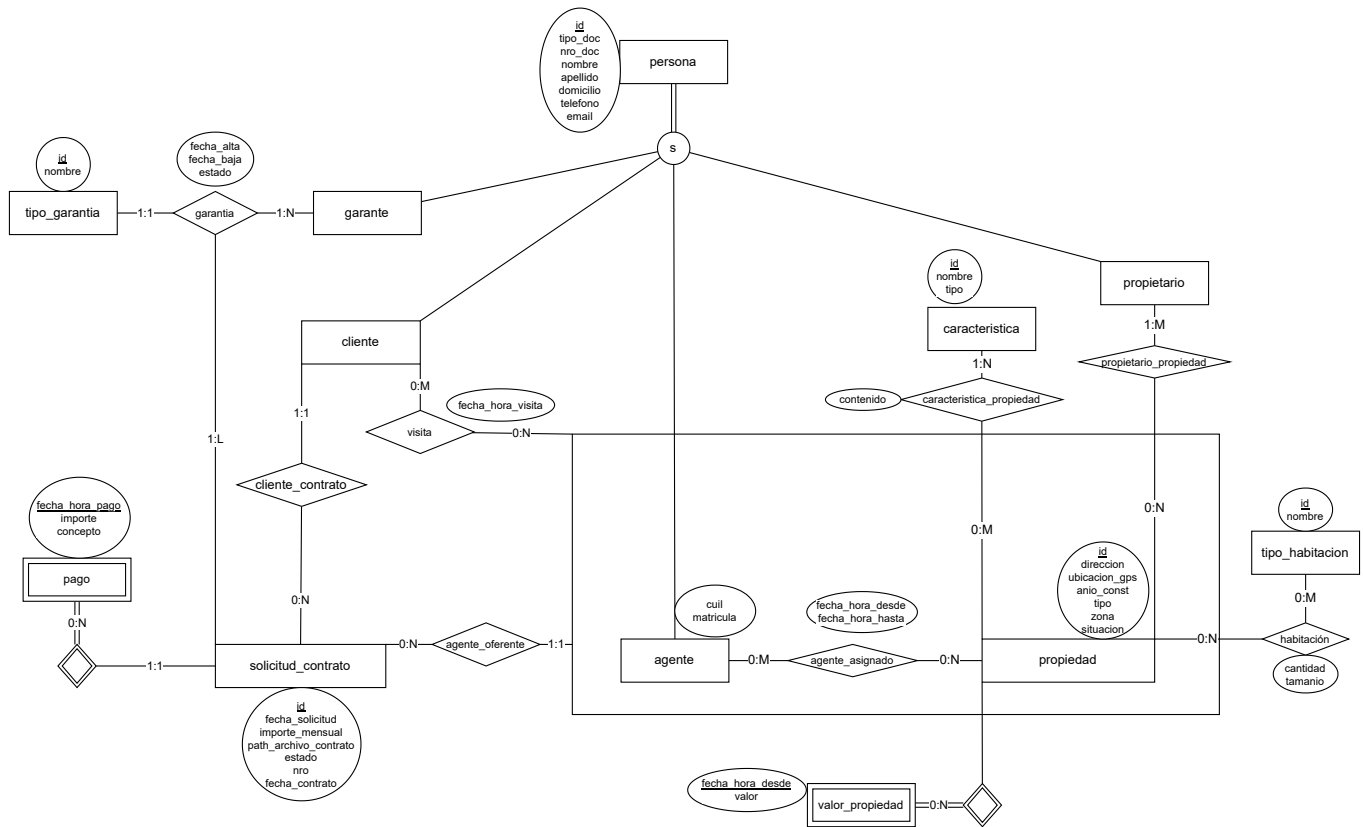 id
tipo_doc
nro_doc
nombre
apellido
domicilio
telefono
email
persona
s
id
nombre
tipo_garantia
1:1
fecha_alta
fecha_baja
estado
garantia
1:N
garante
1:L
cliente
1:1
cliente_contrato
0:N
0:M
visita
fecha_hora_visita
0:N
id
nombre
tipo
caracteristica
1:N
contenido
caracteristica_propiedad
0:M
propietario
1:M
propietario_propiedad
0:N
fecha_hora_pago
importe
concepto
pago
0:N
1:1
solicitud_contrato
id
fecha_solicitud
importe_mensual
path_archivo_contrato
estado
nro
fecha_contrato
0:N
agente_oferente
1:1
cuil
matricula
agente
0:M
fecha_hora_desde
fecha_hora_hasta
agente_asignado
0:N
id
direccion
ubicacion_gps
anio_const
tipo
zona
situacion
propiedad
0:N
id
nombre
tipo_habitacion
0:M
habitación
cantidad
tamanio
fecha_hora_desde
valor
valor_propiedad
0:N